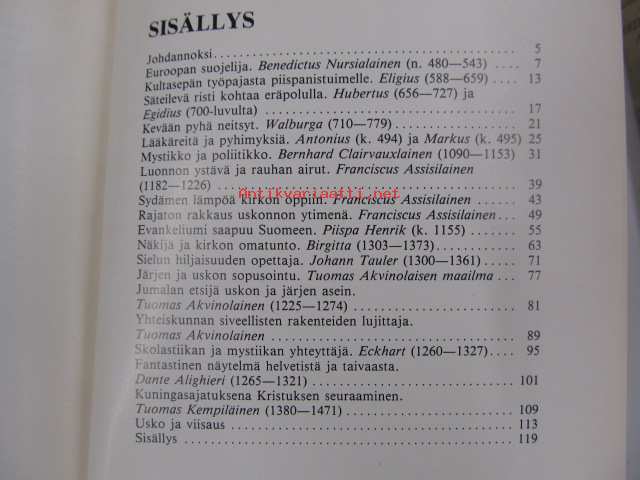 SISÄLLYS
Johdannoksi 5
Euroopan suojelija. Benedictus Nursialainen (n. 480—543) 7
Kultasepän työpajasta piispanistuimelle. Eligius (588—659) 13
Säteilevä risti kohtaa eräpolulla. Hubertus (656—727) ja
Egidius (700-luvulta) 17
Kevään pyhä neitsyt. Walburga (710—779) 21
Lääkäreitä ja pyhimyksiä. Antonius (k. 494) ja Markus (k. 495) 25
Mystikko ja poliitikko. Bernhard Clairvauxlainen (1090—1153) 31
Luonnon ystävä ja rauhan airut. Franciscus Assisilainen
(1182—1226) 39
Antikvariaatti.net
Sydämen lämpöä kirkon oppiin. Franciscus Assisilainen 43
Rajaton rakkaus uskonnon ytimenä. Franciscus Assisilainen 49
Evankeliumi saapuu Suomeen. Piispa Henrik (k. 1155) 55
Näkijä ja kirkon omatunto. Birgitta (1303—1373) 63
Sielun hiljaisuuden opettaja. Johann Tauler (1300—1361) 71
Järjen ja uskon sopusointu. Tuomas Akvinolaisen maailma 77
Jumalan etsijä uskon ja järjen asein.
Tuomas Akvinolainen (1225—1274) 81
Yhteiskunnan siveellisten rakenteiden lujittaja.
Tuomas Akvinolainen 89
Skolastiikan ja mystiikan yhteyttäjä. Eckhart (1260—1327) 95
Fantastinen näytelmä helvetistä ja taivaasta.
Dante Alighieri (1265—1321) 101
Kuningasajatuksena Kristuksen seuraaminen.
Tuomas Kempiläinen (1380—1471) 109
Usko ja viisaus 113
Sisällys 119